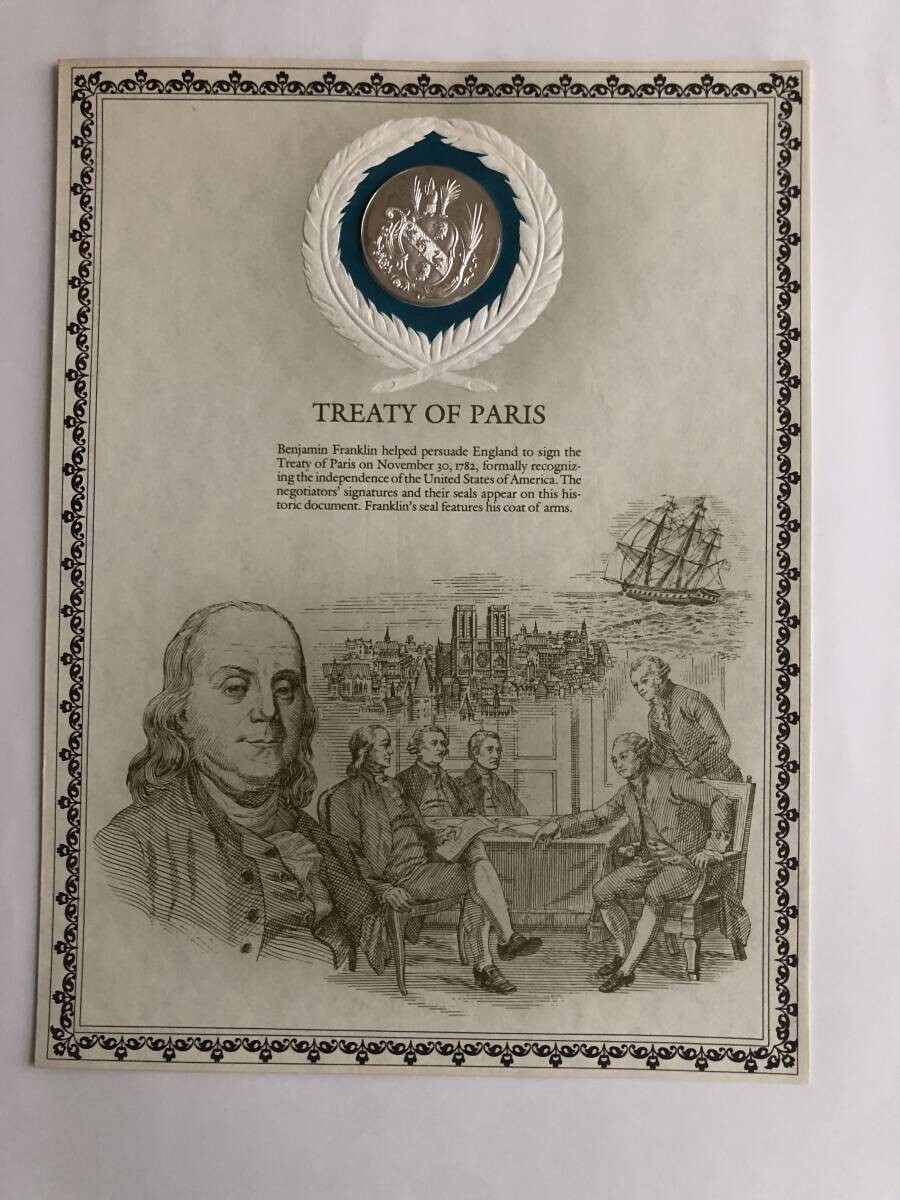 TREATY OF PARIS
Benjamin Franklin helped persuade England to sign the
Treaty of Paris on November 30, 1782, formally recogniz-
ing the independence of the United States of America. The
negotiators' signatures and their seals appear on this his-
toric document. Franklin's seal features his coat of arms.